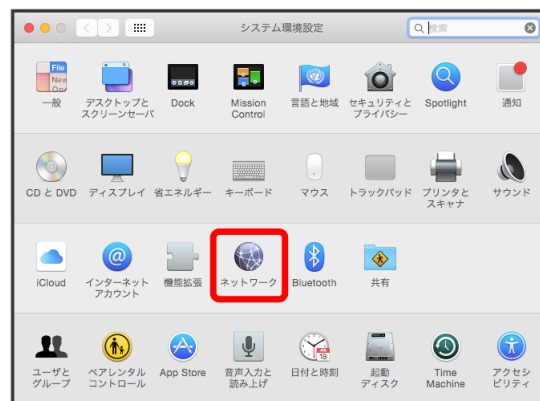 システム環境設定
検索
File
New
一般
デスクトップと
スクリーンセーバ
Dock
Mission
Control
言語と地域
セキュリティと
プライバシー
Spotlight
通知
CD と DVD
ディスプレイ
省エネルギー
キーボード
マウス
トラックパッド
プリンタと
スキャナ
サウンド
iCloud
インターネット
アカウント
機能拡張
ネットワーク
Bluetooth
共有
ユーザと
グループ
ペアレンタル
コントロール
App Store
音声入力と
読み上げ
18
日付と時刻
起動
ディスク
Time
Machine
アクセシ
ビリティ